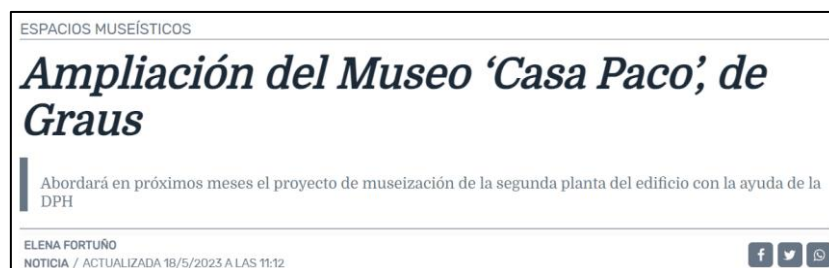 ESPACIOS MUSEÍSTICOS
Ampliación del Museo ‘Casa Paco’, de
Graus
Abordará en próximos meses el proyecto de museización de la segunda planta del edificio con la ayuda de la
DPH
ELENA FORTUÑO
NOTICIA / ACTUALIZADA 18/5/2023 A LAS 11:12